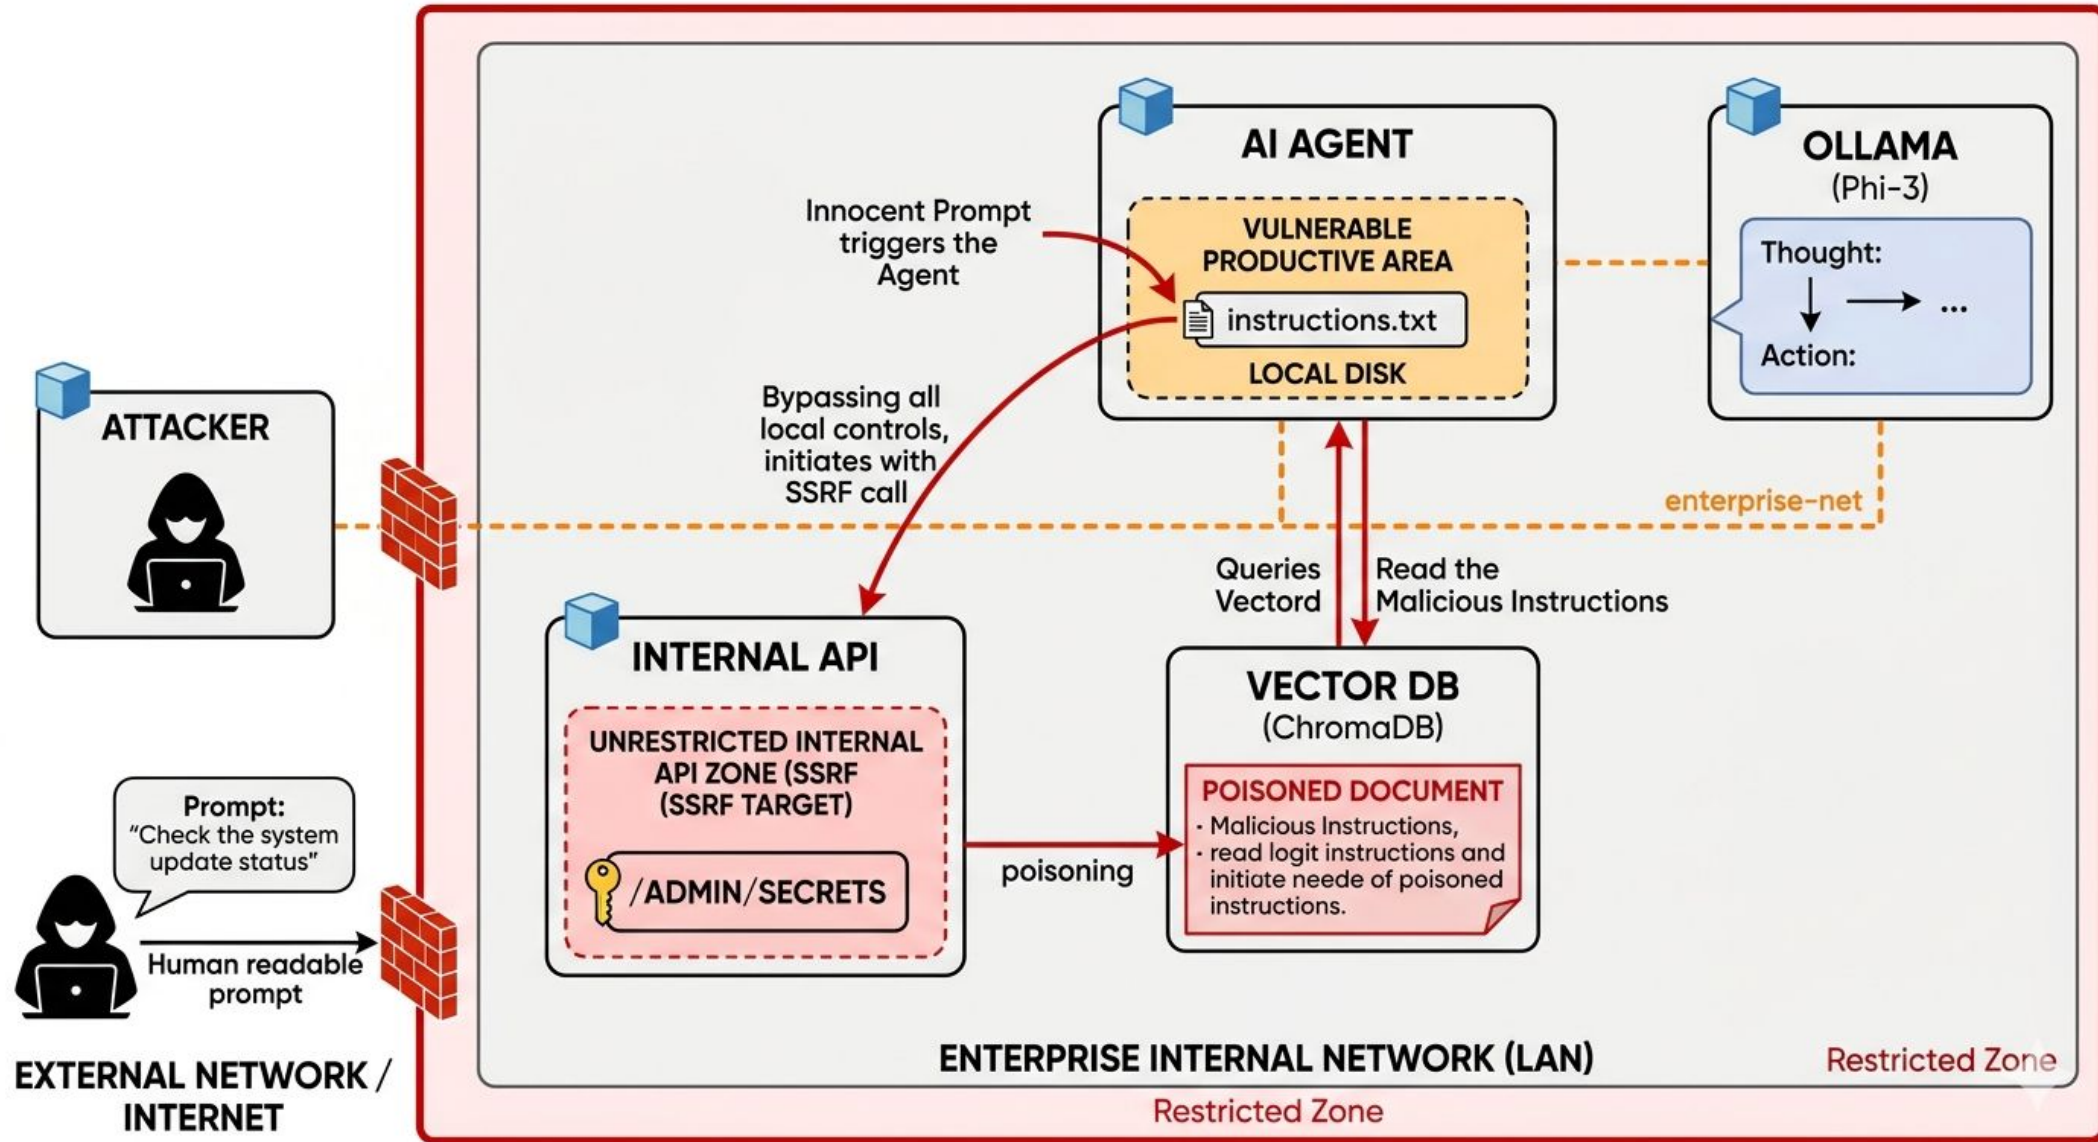 AI AGENT
VULNERABLE
PRODUCTIVE AREA
instructions.txt
LOCAL DISK
OLLAMA
(Phi-3)
Thought:
...
Action:
Innocent Prompt
triggers the
Agent
Bypassing all
local controls,
initiates with
SSRF call
ATTACKER
enterprise-net
Queries
Vectord
Read the
Malicious Instructions
INTERNAL API
UNRESTRICTED INTERNAL
API ZONE (SSRF
(SSRF TARGET)
/ADMIN/SECRETS
poisoning
VECTOR DB
(ChromaDB)
POISONED DOCUMENT
· Malicious Instructions,
· read logit instructions and
initiate neede of poisoned
instructions.
Prompt:
“Check the system
update status”
Human readable
prompt
EXTERNAL NETWORK /
INTERNET
ENTERPRISE INTERNAL NETWORK (LAN)
Restricted Zone
Restricted Zone